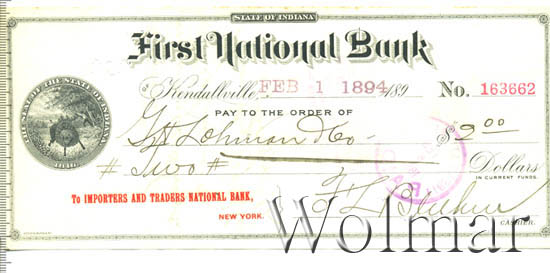 STATE OF INDIANA
First National Bank
Kendallville, FEB 1 1894 189 No. 163662
PAY TO THE ORDER OF
Lohman & Co $2.00
# Two # Dollars
IN CURRENT FUNDS.
To IMPORTERS AND TRADERS NATIONAL BANK,
NEW YORK.
CASHIER.
Wolmar